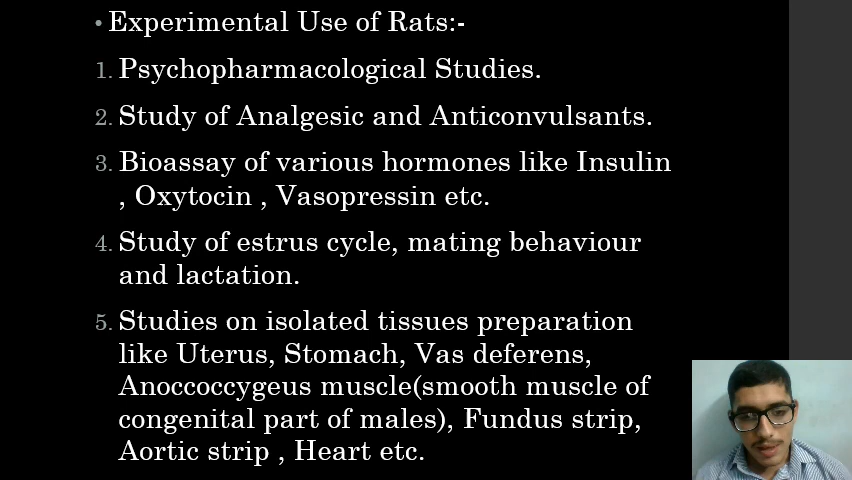 • Experimental Use of Rats:-
1. Psychopharmacological Studies.
2. Study of Analgesic and Anticonvulsants.
3. Bioassay of various hormones like Insulin
, Oxytocin , Vasopressin etc.
4. Study of estrus cycle, mating behaviour
and lactation.
5. Studies on isolated tissues preparation
like Uterus, Stomach, Vas deferens,
Anoccoccygeus muscle(smooth muscle of
congenital part of males), Fundus strip,
Aortic strip , Heart etc.